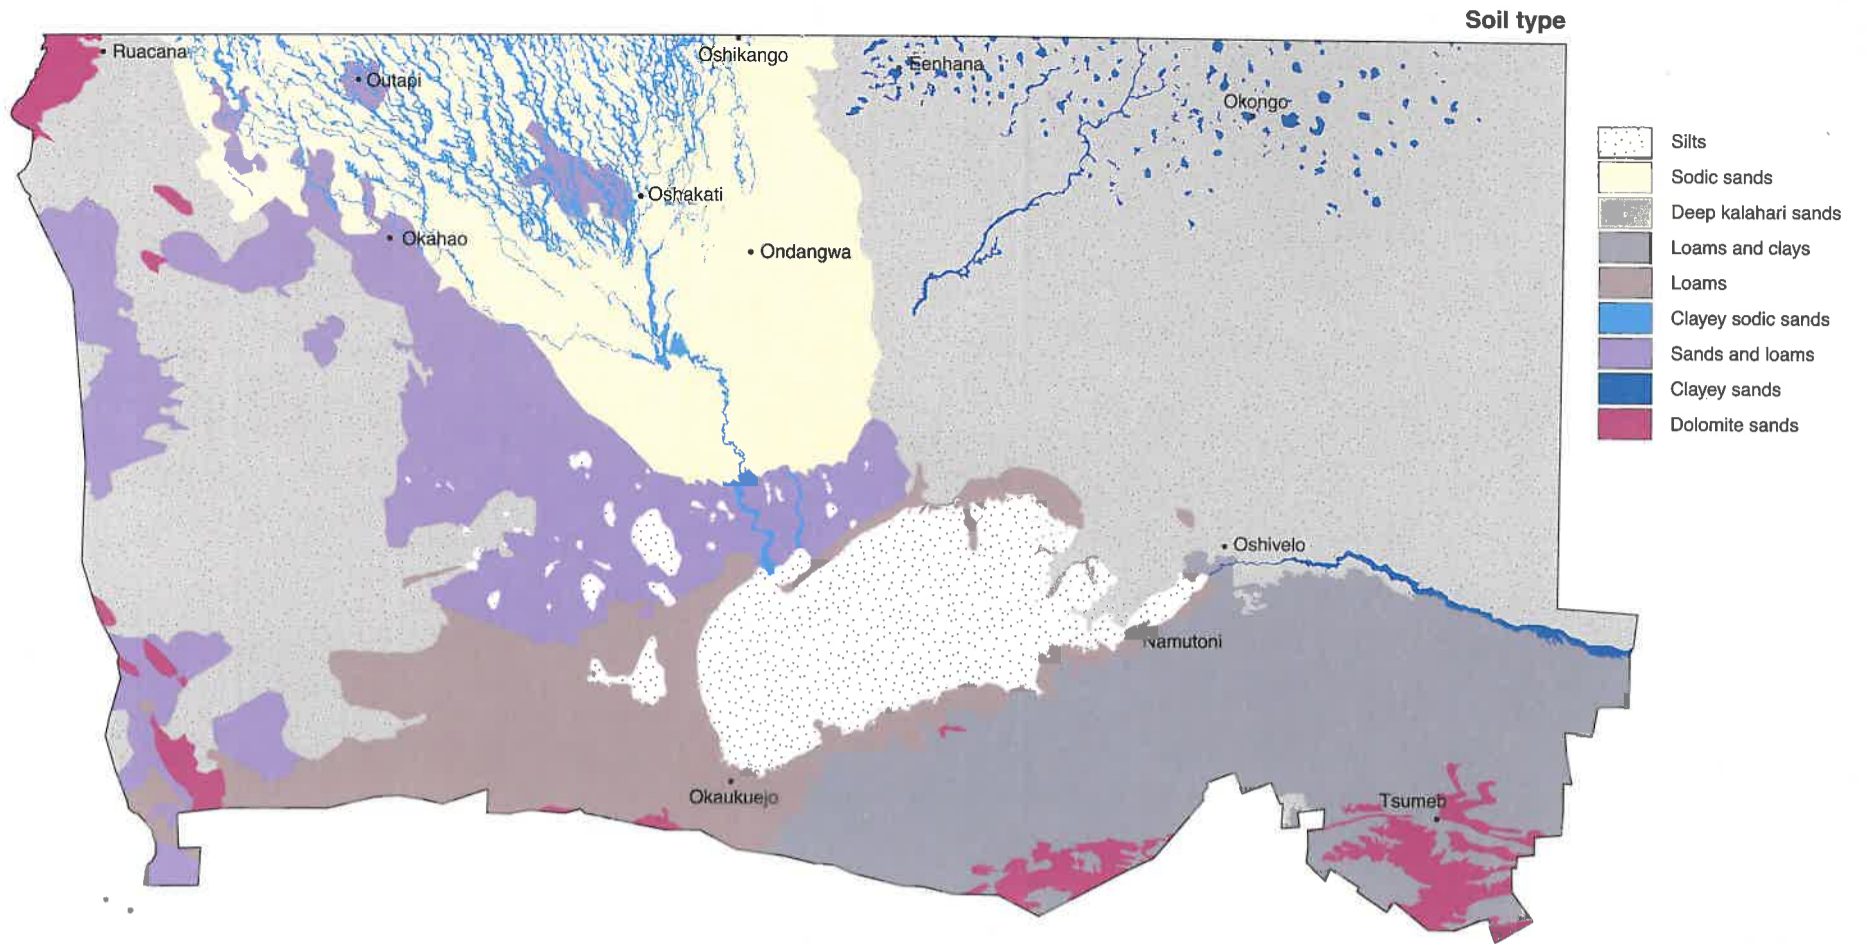 Soil type
Ruacana
Oshikango
Eenhana
Outapi
Okongo
Oshakati
Okahao
Ondangwa
Oshivelo
Namutoni
Okaukuejo
Tsumeb
Silts
Sodic sands
Deep kalahari sands
Loams and clays
Loams
Clayey sodic sands
Sands and loams
Clayey sands
Dolomite sands